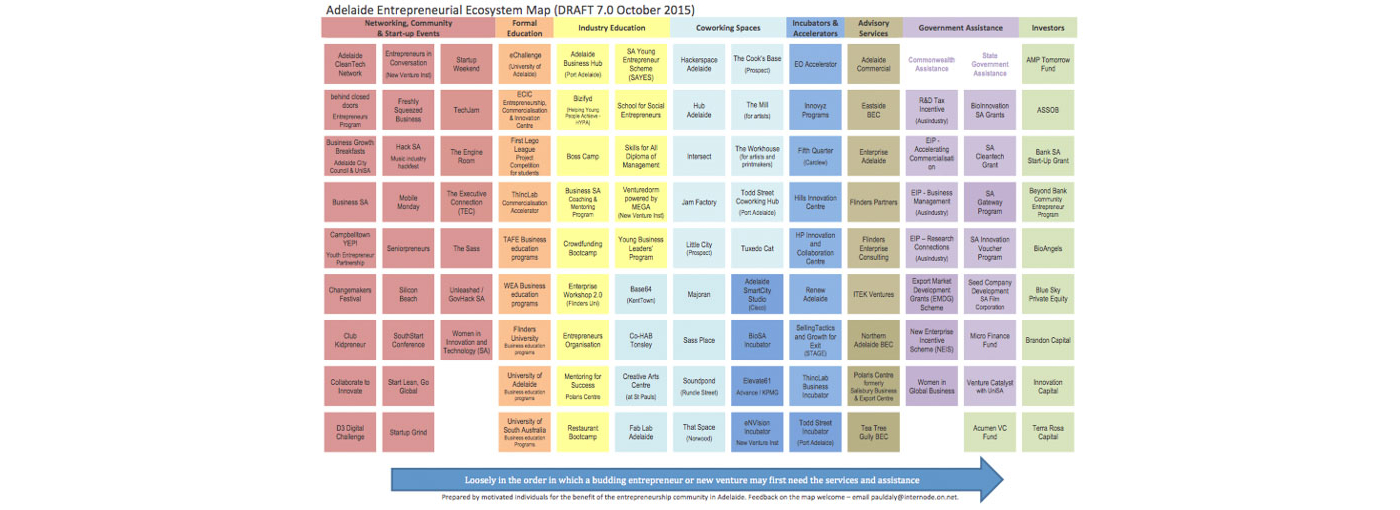 Adelaide Entrepreneurial Ecosystem Map (DRAFT 7.0 October 2015)
Networking, Community
& Start-up Events
Formal
Education
Industry Education
Coworking Spaces
Incubators &
Accelerators
Advisory
Services
Government Assistance
Investors
Adelaide
CleanTech
Network
Entrepreneurs in
Conversation
(New Venture Inst)
Startup
Weekend
eChallenge
(University of
Adelaide)
Adelaide
Business Hub
(Port Adelaide)
SA Young
Entrepreneur
Scheme
(SAYES)
Hackerspace
Adelaide
The Cook's Base
(Prospect)
EO Accelerator
Adelaide
Commercial
Commonwealth
Assistance
State
Government
Assistance
AMP Tomorrow
Fund
behind closed
doors
Entrepreneurs
Program
Freshly
Squeezed
Business
TechJam
ECIC
Entrepreneurship,
Commercialisation
& Innovation
Centre
Bizifyd
(Helping Young
People Achieve -
HYPA)
School for Social
Entrepreneurs
Hub
Adelaide
The Mill
(for artists)
Innovyz
Programs
Eastside
BEC
R&D Tax
Incentive
(AusIndustry)
BioInnovation
SA Grants
ASSOB
Business Growth
Breakfasts
Adelaide City
Council & UniSA
Hack SA
Music industry
hackfest
The Engine
Room
First Lego
League
Project
Competition
for students
Boss Camp
Skills for All
Diploma of
Management
Intersect
The Workhouse
(for artists and
printmakers)
Fifth Quarter
(Carclew)
Enterprise
Adelaide
EIP -
Accelerating
Commercialisati
on
SA
Cleantech
Grant
Bank SA
Start-Up Grant
Business SA
Mobile
Monday
The Executive
Connection
(TEC)
ThincLab
Commercialisation
Accelerator
Business SA
Coaching &
Mentoring
Program
Venturedorm
powered by
MEGA
(New Venture Inst)
Jam Factory
Todd Street
Coworking Hub
(Port Adelaide)
Hills Innovation
Centre
Flinders Partners
EIP - Business
Management
(AusIndustry)
SA
Gateway
Program
Beyond Bank
Community
Entrepreneur
Program
Campbelltown
YEP!
Youth Entrepreneur
Partnership
Seniorpreneurs
The Sass
TAFE Business
education
programs
Crowdfunding
Bootcamp
Young Business
Leaders'
Program
Little City
(Prospect)
Tuxedo Cat
HP Innovation
and
Collaboration
Centre
Flinders
Enterprise
Consulting
EIP – Research
Connections
(AusIndustry)
SA Innovation
Voucher
Program
BioAngels
Changemakers
Festival
Silicon
Beach
Unleashed /
GovHack SA
WEA Business
education
programs
Enterprise
Workshop 2.0
(Flinders Uni)
Base64
(KentTown)
Majoran
Adelaide
SmartCity
Studio
(Cisco)
Renew
Adelaide
ITEK Ventures
Export Market
Development
Grants (EMDG)
Scheme
Seed Company
Development
SA Film
Corporation
Blue Sky
Private Equity
Club
Kidpreneur
SouthStart
Conference
Women in
Innovation and
Technology (SA)
Flinders
University
Business education
programs
Entrepreneurs
Organisation
Co-HAB
Tonsley
Sass Place
BioSA
Incubator
SellingTactics
and Growth for
Exit
(STAGE)
Northern
Adelaide BEC
New Enterprise
Incentive
Scheme (NEIS)
Micro Finance
Fund
Brandon Capital
Collaborate to
Innovate
Start Lean, Go
Global
University of
Adelaide
Business education
programs
Mentoring for
Success
Polaris Centre
Creative Arts
Centre
(at St Pauls)
Soundpond
(Rundle Street)
Elevate61
Advance / KPMG
ThincLab
Business
Incubator
Polaris Centre
formerly
Salisbury Business
& Export Centre
Women in
Global Business
Venture Catalyst
with UniSA
Innovation
Capital
D3 Digital
Challenge
Startup Grind
University of
South Australia
Business education
Programs
Restaurant
Bootcamp
Fab Lab
Adelaide
That Space
(Norwood)
eNVision
Incubator
New Venture Inst
Todd Street
Incubator
(Port Adelaide)
Tea Tree
Gully BEC
Acumen VC
Fund
Terra Rosa
Capital
Loosely in the order in which a budding entrepreneur or new venture may first need the services and assistance
Prepared by motivated individuals for the benefit of the entrepreneurship community in Adelaide. Feedback on the map welcome – email pauldaly@internode.on.net.